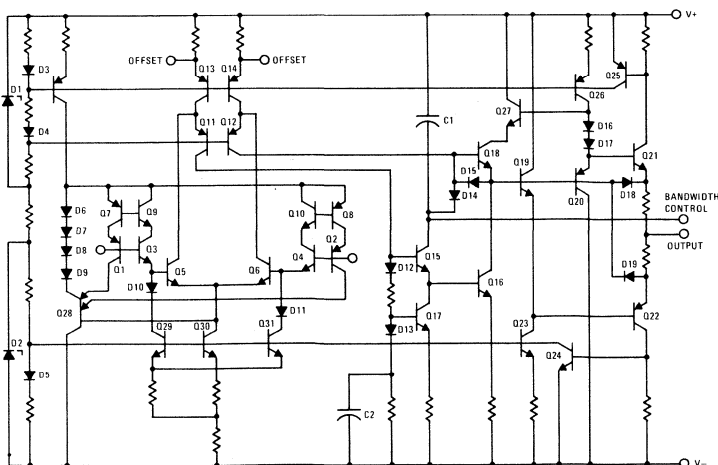 V+
D3
OFFSET
Q13
Q14
OFFSET
Q25
D1
Q26
C1
Q27
D4
Q11
Q12
D16
D17
Q18
Q19
Q21
D15
D14
Q20
D18
BANDWIDTH
CONTROL
D6
Q7
Q9
Q10
Q8
D7
D8
Q3
Q4
Q2
D9
Q1
Q5
Q6
D12
Q15
D19
OUTPUT
D10
D11
Q16
Q28
D13
Q17
Q22
D2
Q29
Q30
Q31
Q23
Q24
D5
C2
V–